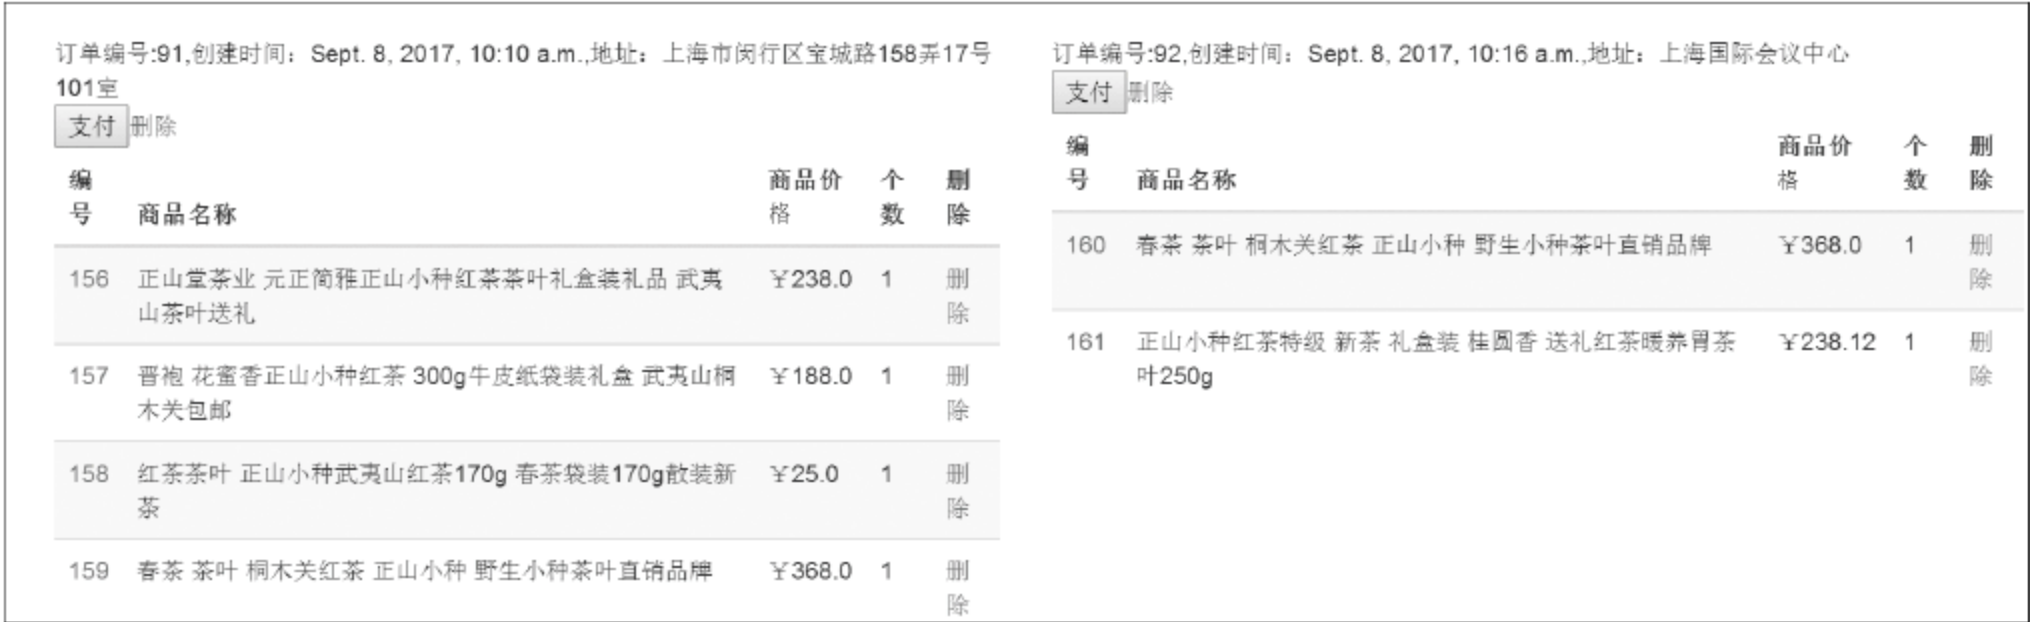 订单编号:91,创建时间：Sept. 8, 2017, 10:10 a.m.,地址：上海市闵行区宝城路158弄17号
101室
支付删除
编
号
商品名称
商品价
格
个
数
删
除
156
正山堂茶业 元正简雅正山小种红茶茶叶礼盒装礼品 武夷
山茶叶送礼
￥238.0
1
删
除
157
晋袍 花蜜香正山小种红茶 300g牛皮纸袋装礼盒 武夷山桐
木关包邮
￥188.0
1
删
除
158
红茶茶叶 正山小种武夷山红茶170g 春茶袋装170g散装新
茶
￥25.0
1
删
除
159
春茶 茶叶 桐木关红茶 正山小种 野生小种茶叶直销品牌
￥368.0
1
删
除
订单编号:92,创建时间：Sept. 8, 2017, 10:16 a.m.,地址：上海国际会议中心
支付删除
编
号
商品名称
商品价
格
个
数
删
除
160
春茶 茶叶 桐木关红茶 正山小种 野生小种茶叶直销品牌
￥368.0
1
删
除
161
正山小种红茶特级 新茶 礼盒装 桂圆香 送礼红茶暖养胃茶
叶250g
￥238.12
1
删
除